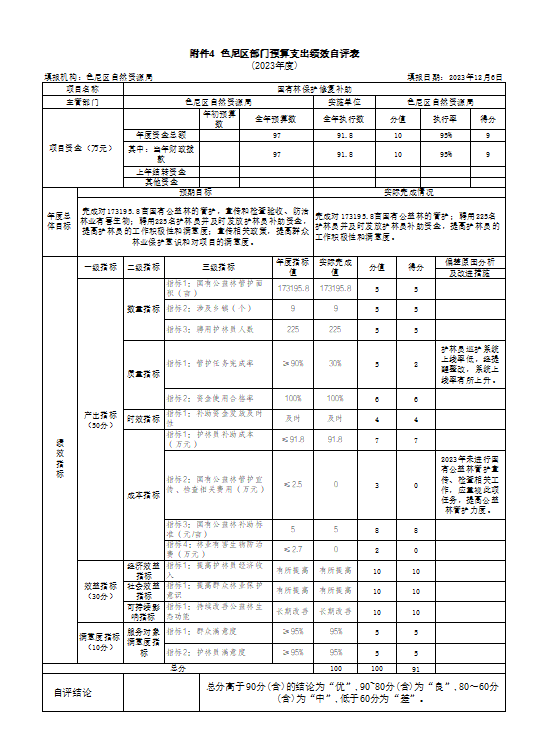 附件4 色尼区部门预算支出绩效自评表
（2023年度）
填报机构：色尼区自然资源局 填报日期：2023年12月6日
项目名称 国有林保护修复补助
主管部门 色尼区自然资源局 实施单位 色尼区自然资源局
项目资金（万元） 年初预算数 全年预算数 全年执行数 分值 执行率 得分
年度资金总额 97 91.8 10 95% 9
其中：当年财政拨款 97 91.8 10 95% 9
上年结转资金
其他资金
年度总体目标 预期目标 实际完成情况
完成对173195.8亩国有公益林的管护，宣传和检查验收、防治林业有害生物；聘用225名护林员并及时发放护林员补助资金，提高护林员的工作积极性和满意度；宣传相关政策，提高群众林业保护意识和对项目的满意度。
完成对173195.8亩国有公益林的管护；聘用225名护林员并及时发放护林员补助资金，提高护林员的工作积极性和满意度。
绩效指标 一级指标 二级指标 三级指标 年度指标值 实际完成值 分值 得分 偏差原因分析及改进措施
产出指标（50分） 数量指标 指标1：国有公益林管护面积（亩） 173195.8 173195.8 5 5
指标2：涉及乡镇（个） 9 9 5 5
指标3：聘用护林员人数 225 225 5 5
质量指标 指标1：管护任务完成率 ≥90% 30% 5 2 护林员巡护系统上线率低，经提醒整改，系统上线率有所上升。
指标2：资金使用合格率 100% 100% 6 6
时效指标 指标1：补助资金发放及时性 及时 及时 4 4
成本指标 指标1：护林员补助成本（万元） ≤91.8 91.8 7 7
指标2：国有公益林管护宣传、检查相关费用（万元） ≤2.5 0 3 0 2023年未进行国有公益林管护宣传、检查相关工作，应重视此项任务，提高公益林管护力度。
指标3：国有公益林补助标准（元/亩） 5 5 8 8
指标4：林业有害生物防治费（万元） ≤2.7 0 2 0
效益指标（30分） 经济效益指标 指标1：提高护林员经济收入 有所提高 有所提高 10 10
社会效益指标 指标1：提高群众林业保护意识 有所提高 有所提高 10 10
可持续影响指标 指标1：持续改善公益林生态功能 长期改善 长期改善 10 10
满意度指标（10分） 服务对象满意度指标 指标1：群众满意度 ≥95% 95% 5 5
指标2：护林员满意度 ≥95% 95% 5 5
总分 100 100 91
自评结论 总分高于90分(含)的结论为“优”,90~80分(含)为“良”,80～60分(含)为“中”,低于60分为“差”。